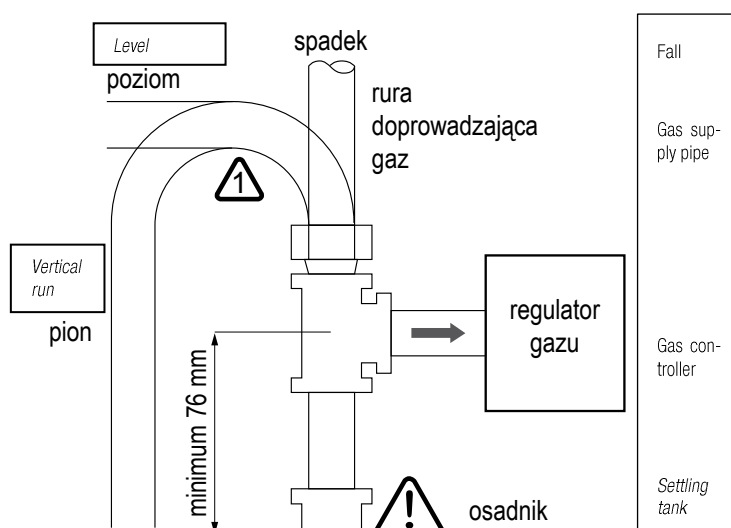 Level
poziom
spadek
rura
doprowadzająca
gaz
1
Vertical
run
pion
minimum 76 mm
regulator
gazu
!
osadnik
Fall
Gas sup-
ply pipe
Gas con-
troller
Settling
tank